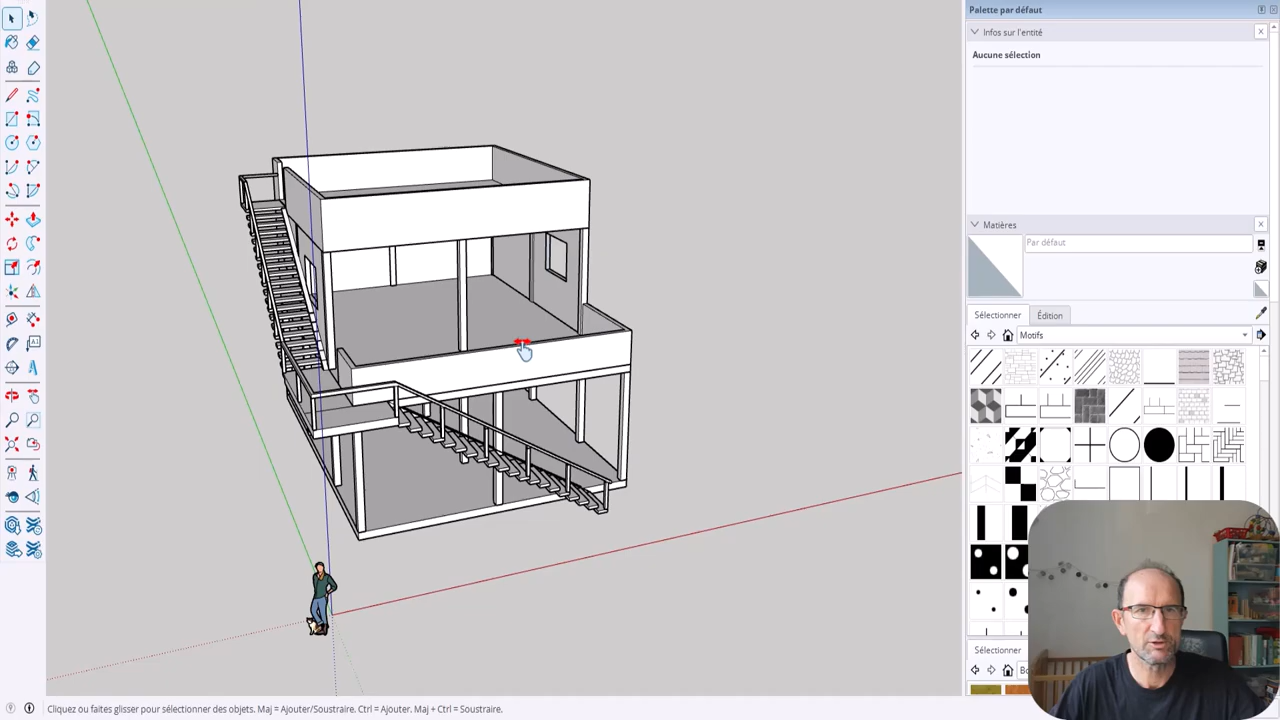 Palette par défaut
Infos sur l'entité
Aucune sélection
Matières
Par défaut
Sélectionner
Édition
Motifs
Sélectionner
Cliquez ou faites glisser pour sélectionner des objets. Maj = Ajouter/Soustraire. Ctrl = Ajouter. Maj + Ctrl = Soustraire.